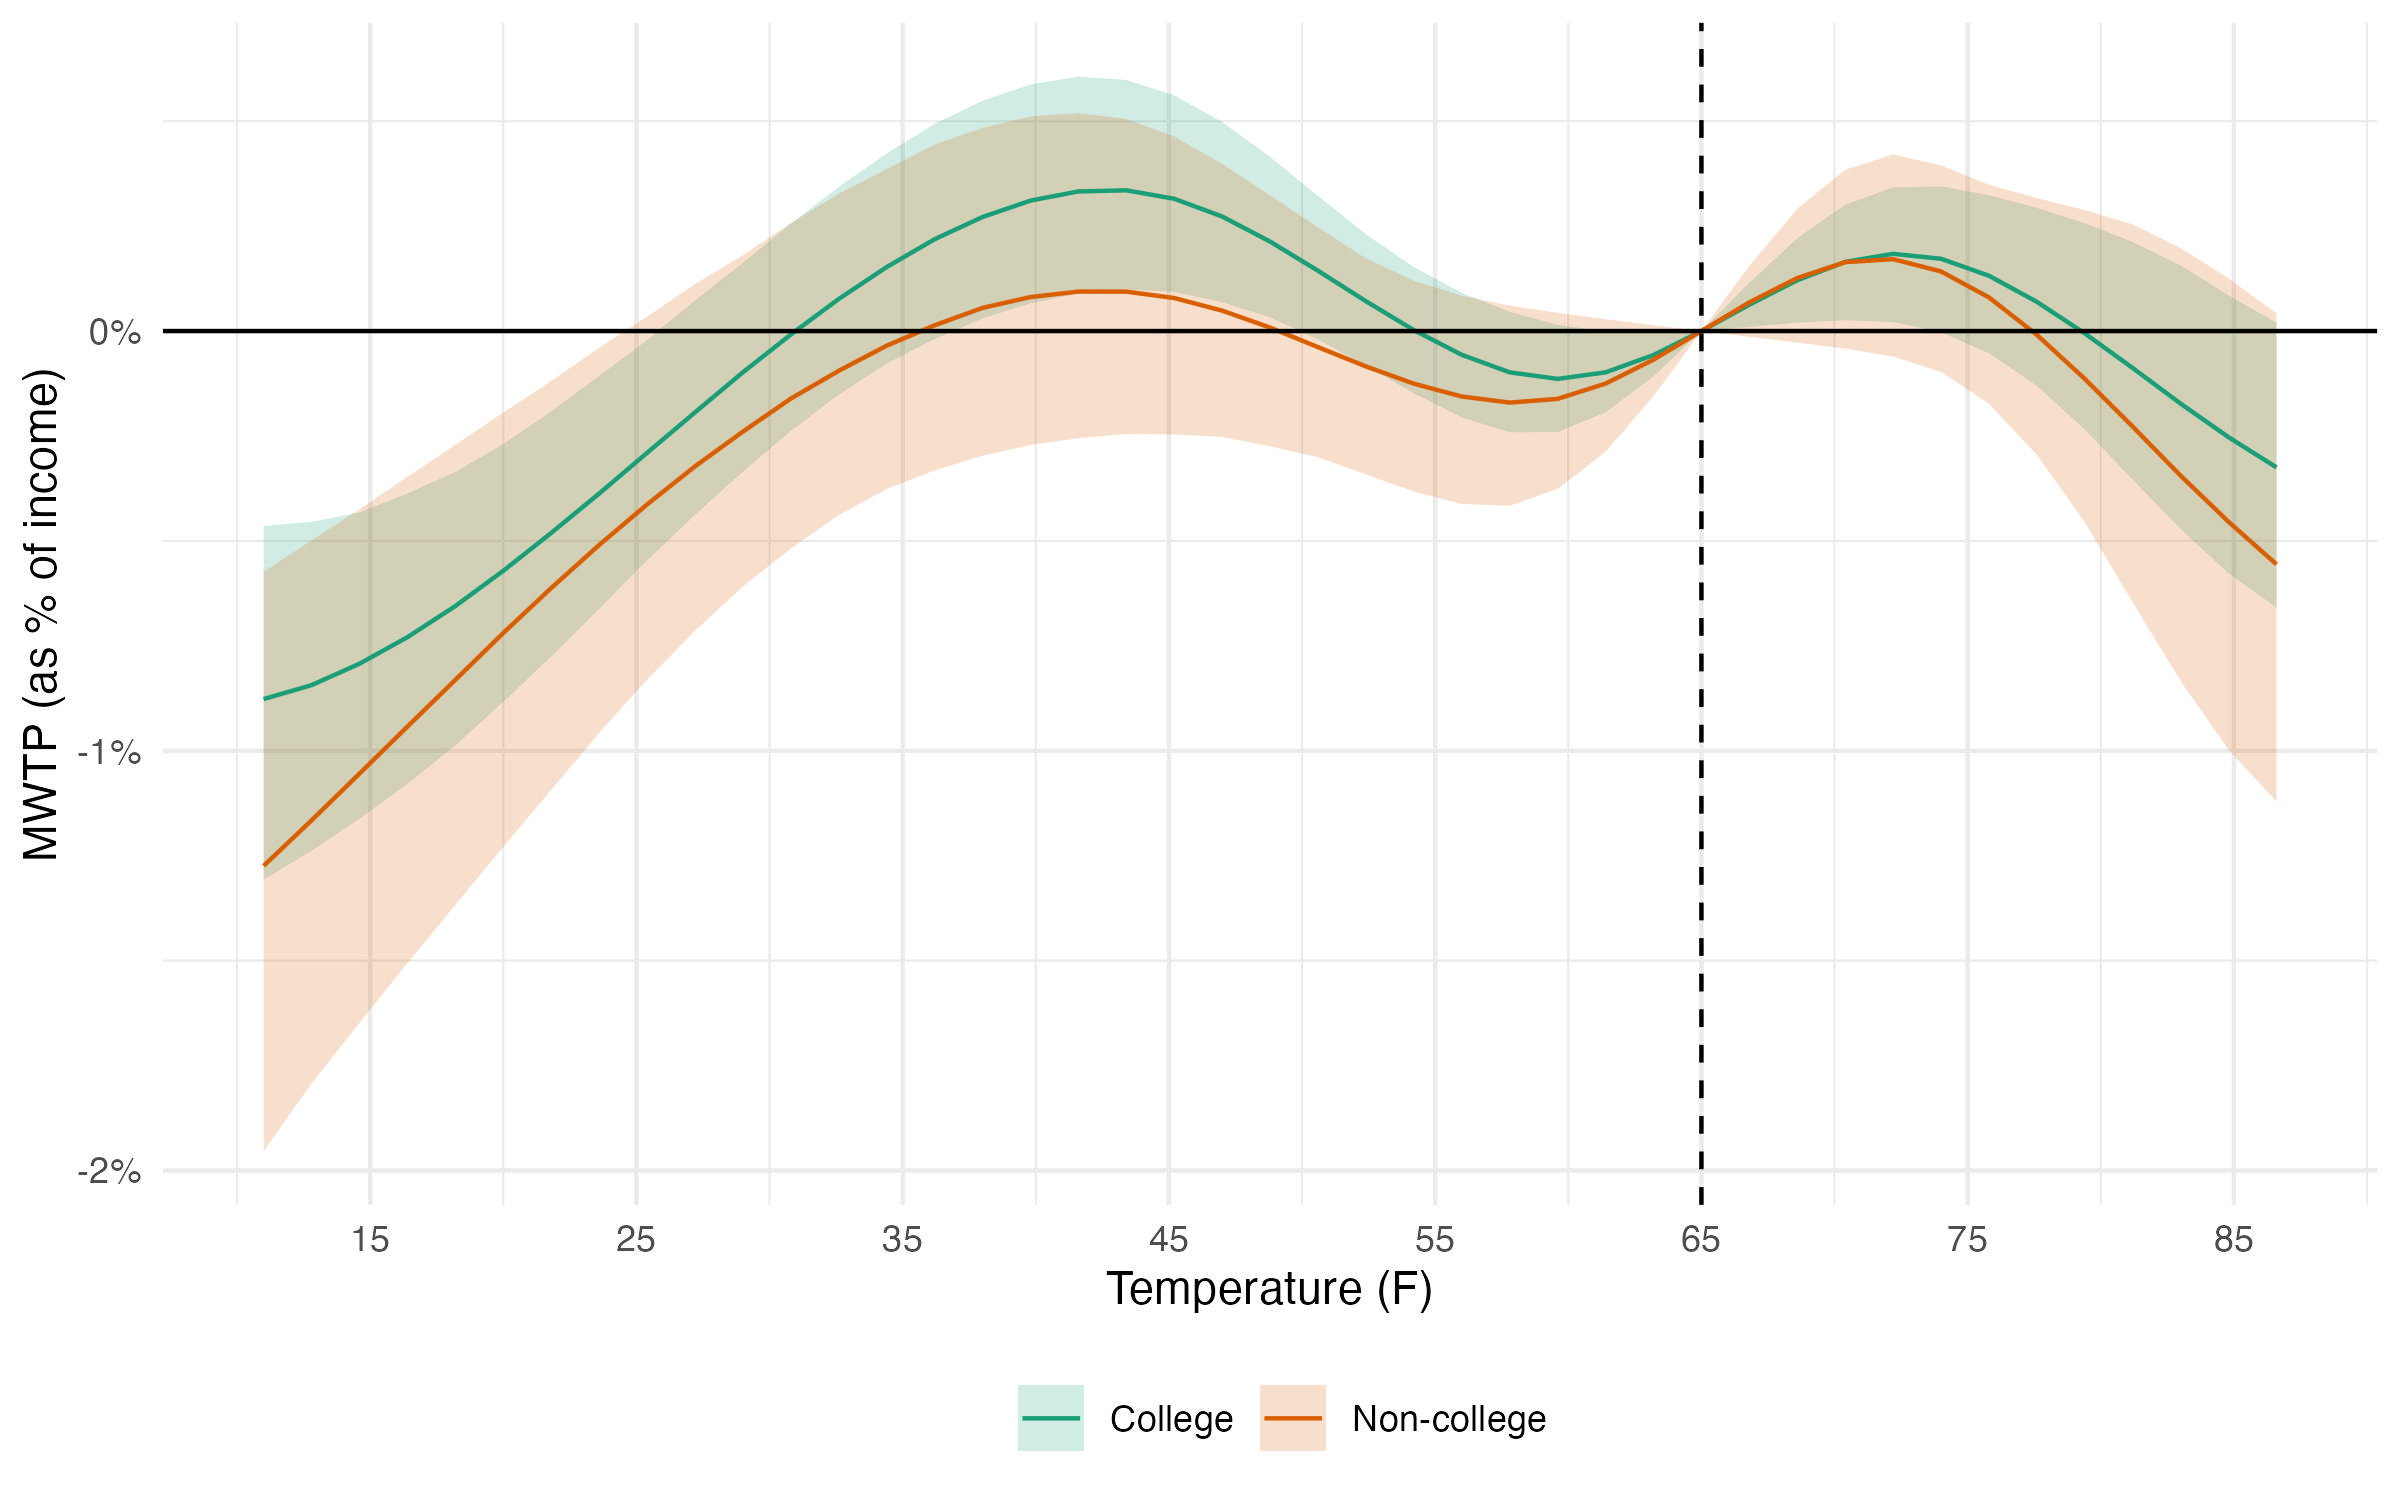 MWTP (as % of income)
0%
-1%
-2%
15 25 35 45 55 65 75 85
Temperature (F)
College Non-college